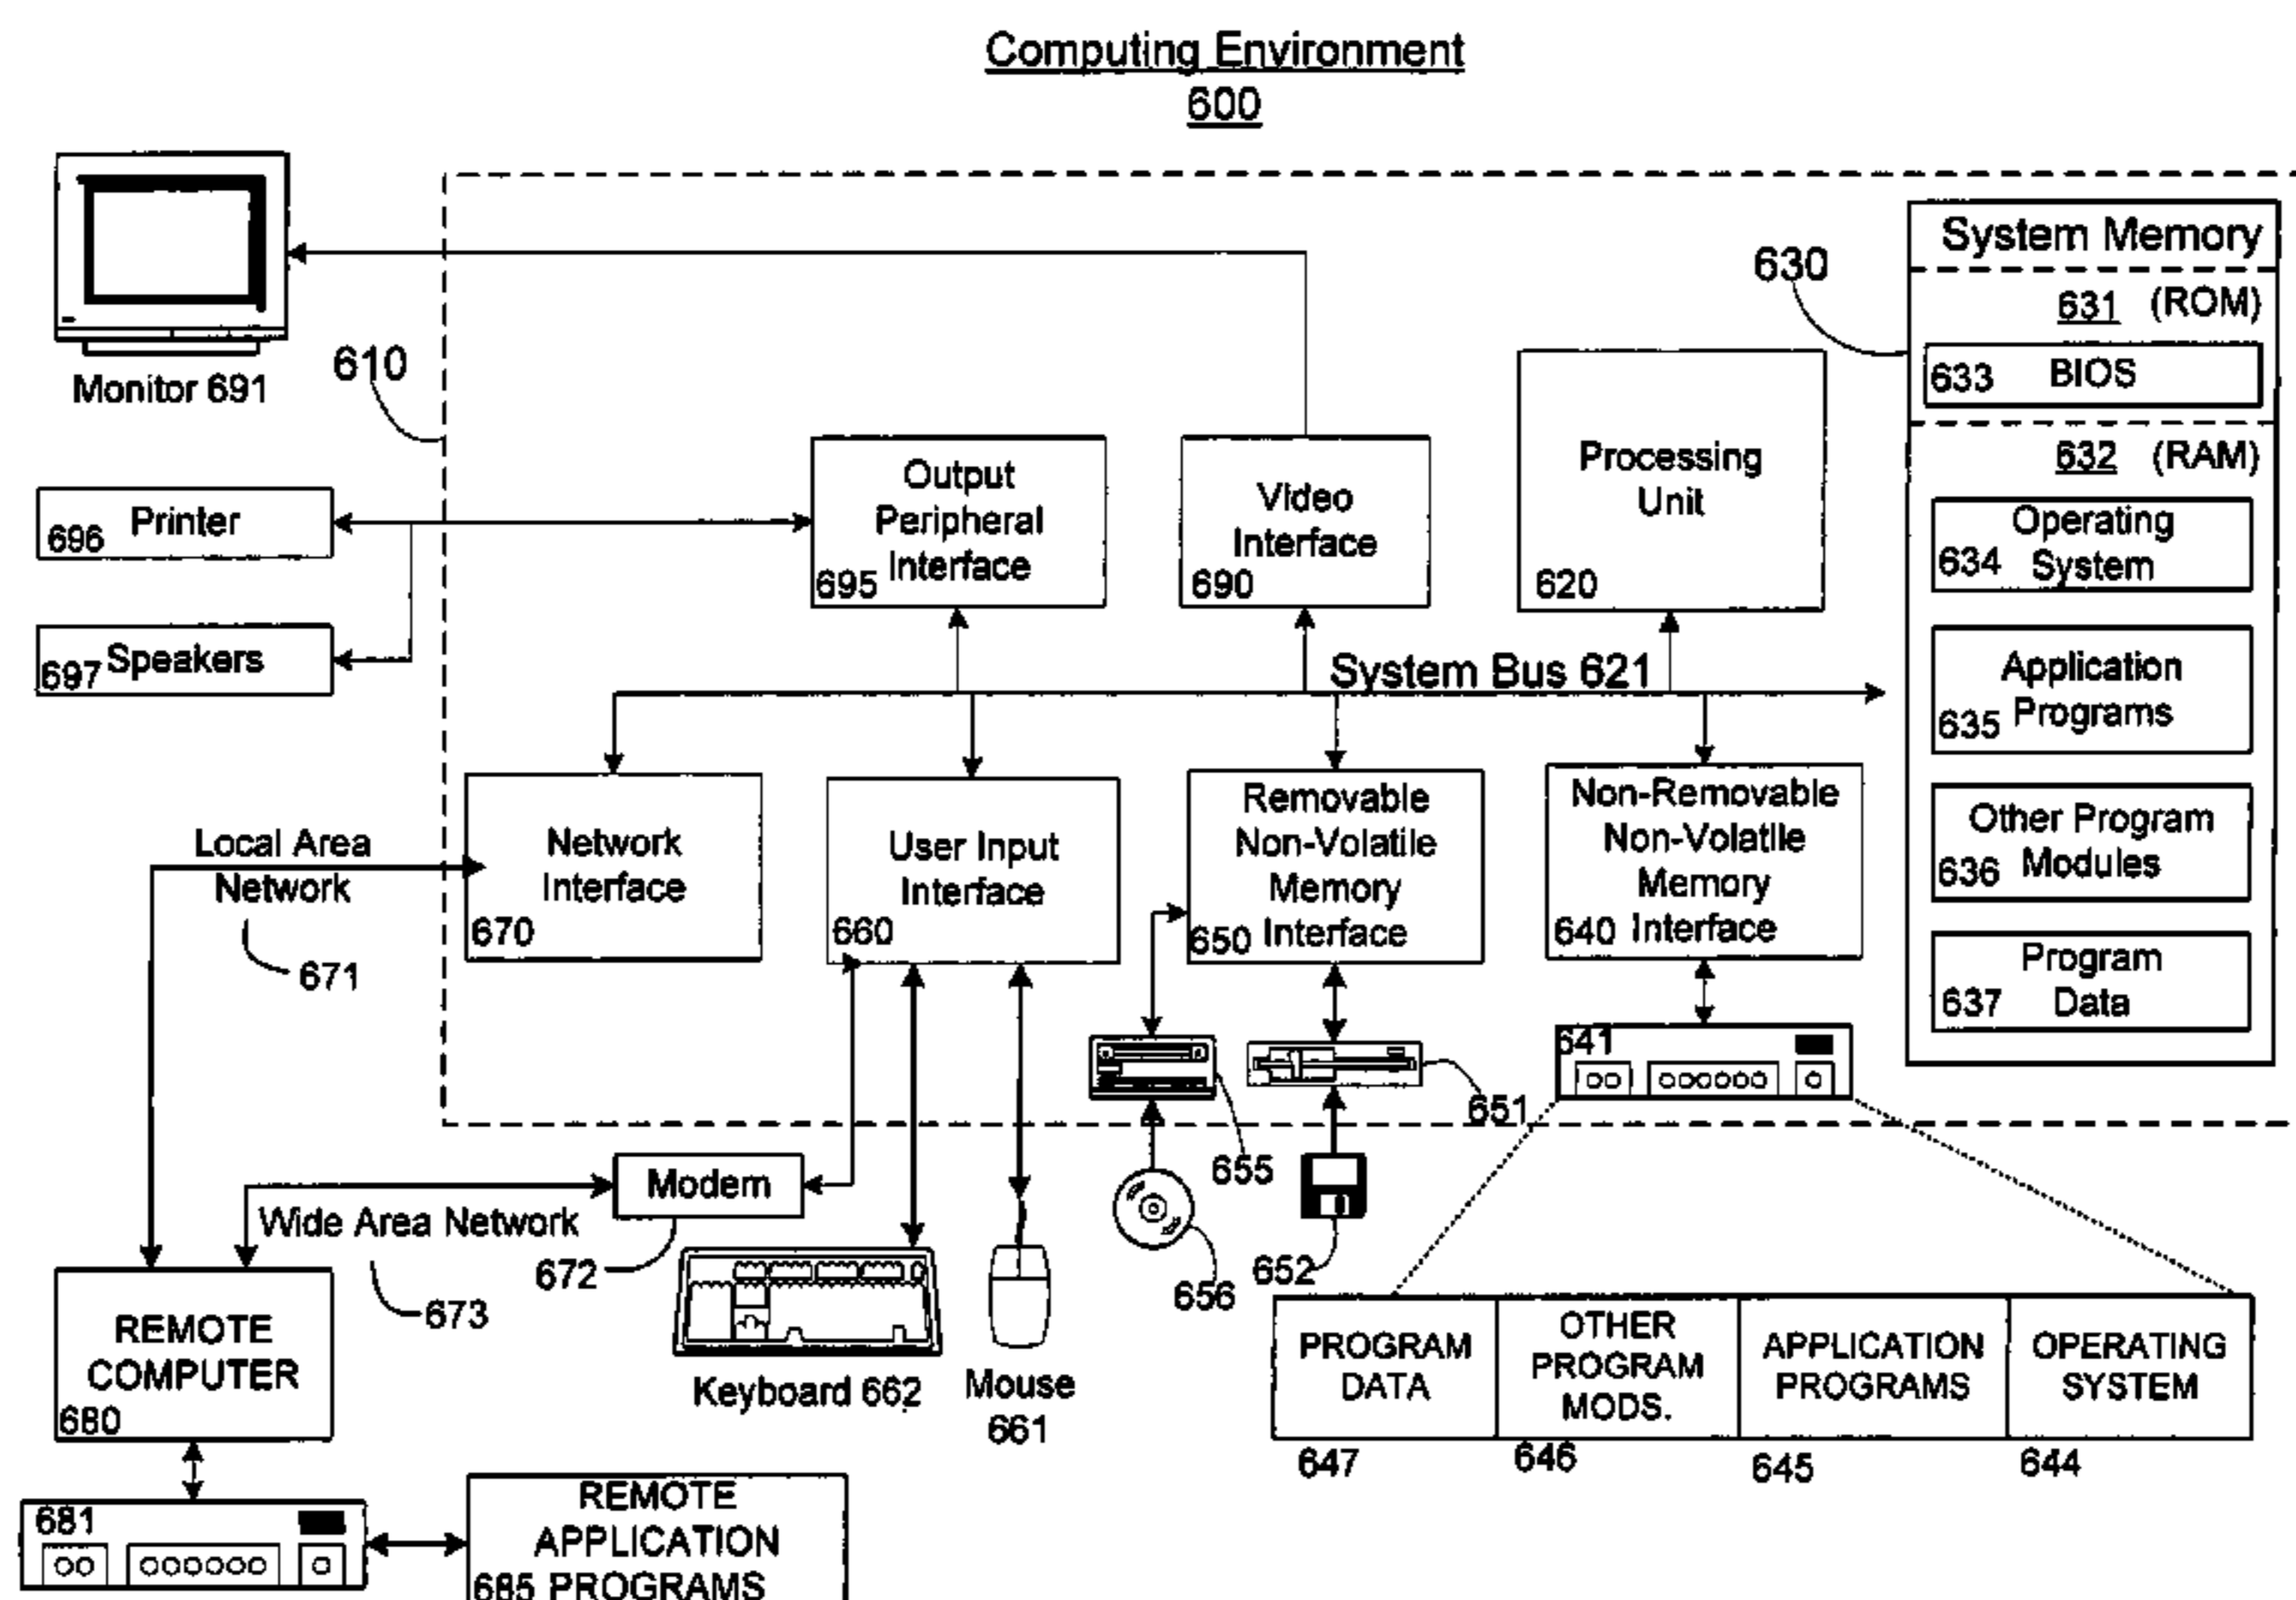 Computing Environment
600
Monitor 691
610
630
System Memory
631 (ROM)
633 BIOS
632 (RAM)
Operating
634 System
Application
635 Programs
Other Program
636 Modules
Program
637 Data
Printer
696
Speakers
697
Output
Peripheral
Interface
695
Video
Interface
690
Processing
Unit
620
System Bus 621
Local Area
Network
671
Network
Interface
670
User Input
Interface
660
Removable
Non-Volatile
Memory
650 Interface
Non-Removable
Non-Volatile
Memory
640 Interface
641
651
655
656
652
Modem
Wide Area Network
672
673
Keyboard 662
Mouse
661
REMOTE
COMPUTER
680
681
REMOTE
APPLICATION
685 PROGRAMS
PROGRAM
DATA
647
OTHER
PROGRAM
MODS.
646
APPLICATION
PROGRAMS
645
OPERATING
SYSTEM
644